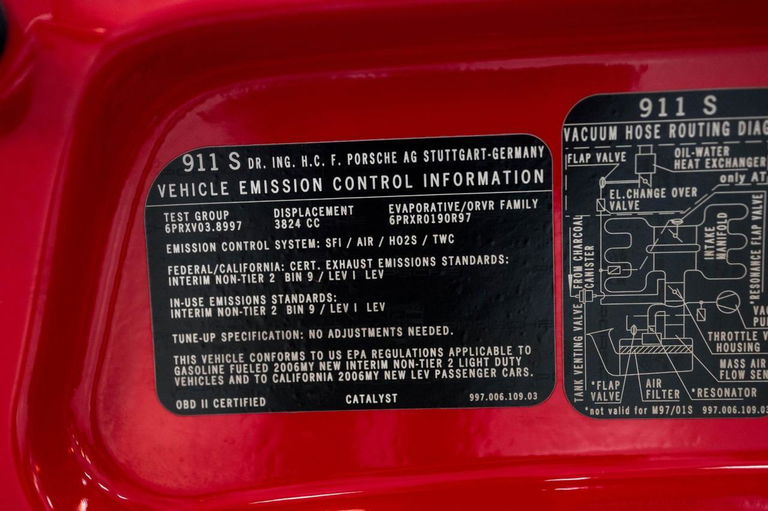 911 S DR. ING. H.C. F. PORSCHE AG STUTTGART-GERMANY
VEHICLE EMISSION CONTROL INFORMATION
TEST GROUP DISPLACEMENT EVAPORATIVE/ORVR FAMILY
6PRXV03.8997 3824 CC 6PRXR0190R97
EMISSION CONTROL SYSTEM: SFI / AIR / HO2S / TWC
FEDERAL/CALIFORNIA: CERT. EXHAUST EMISSIONS STANDARDS:
INTERIM NON-TIER 2 BIN 9 / LEV I LEV
IN-USE EMISSIONS STANDARDS:
INTERIM NON-TIER 2 BIN 9 / LEV I LEV
TUNE-UP SPECIFICATION: NO ADJUSTMENTS NEEDED.
THIS VEHICLE CONFORMS TO US EPA REGULATIONS APPLICABLE TO
GASOLINE FUELED 2006MY NEW INTERIM NON-TIER 2 LIGHT DUTY
VEHICLES AND TO CALIFORNIA 2006MY NEW LEV PASSENGER CARS.
OBD II CERTIFIED CATALYST 997.006.109.03
911 S
VACUUM HOSE ROUTING DIAG
FLAP VALVE
OIL-WATER
HEAT EXCHANGER
only AT
EL.CHANGE OVER
VALVE
FROM CHARCOAL
CANISTER
INTAKE
MANIFOLD
*RESONANCE FLAP VALVE
TANK VENTING VALVE
VAC
PU
THROTTLE V
HOUSING
MASS AIR
FLOW SEN
*FLAP
VALVE
AIR
FILTER
*RESONATOR
*not valid for M97/01S 997.006.109.03